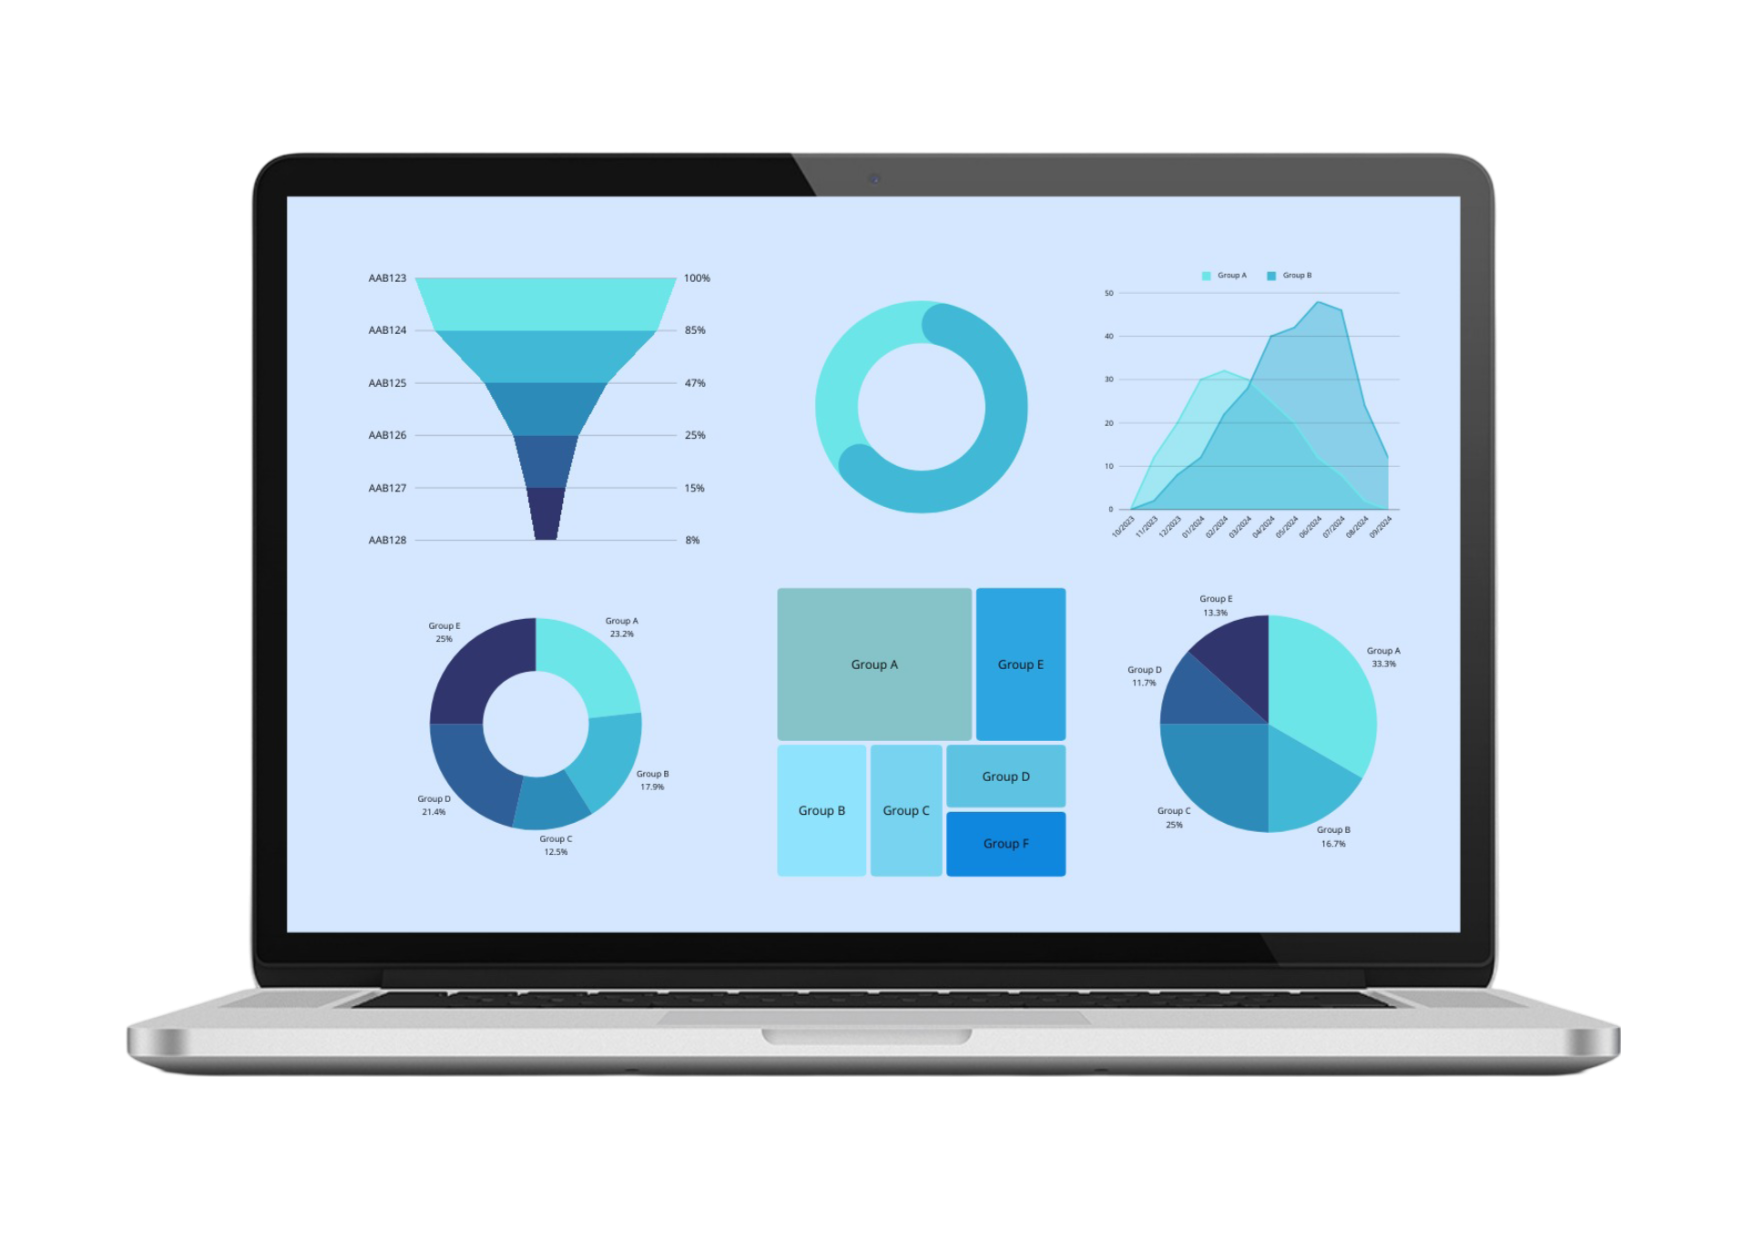 AAB123
100%
AAB124
85%
AAB125
47%
AAB126
25%
AAB127
15%
AAB128
8%
Group A
Group B
50
40
30
20
10
0
10/2023
11/2023
12/2023
01/2024
02/2024
03/2024
04/2024
05/2024
06/2024
07/2024
08/2024
09/2024
Group E
25%
Group A
23.2%
Group B
17.9%
Group D
21.4%
Group C
12.5%
Group A
Group E
Group B
Group C
Group D
Group F
Group E
13.3%
Group A
33.3%
Group D
11.7%
Group C
25%
Group B
16.7%